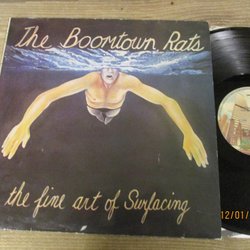 The Boomtown Rats
the fine art of Surfacing
12/01/